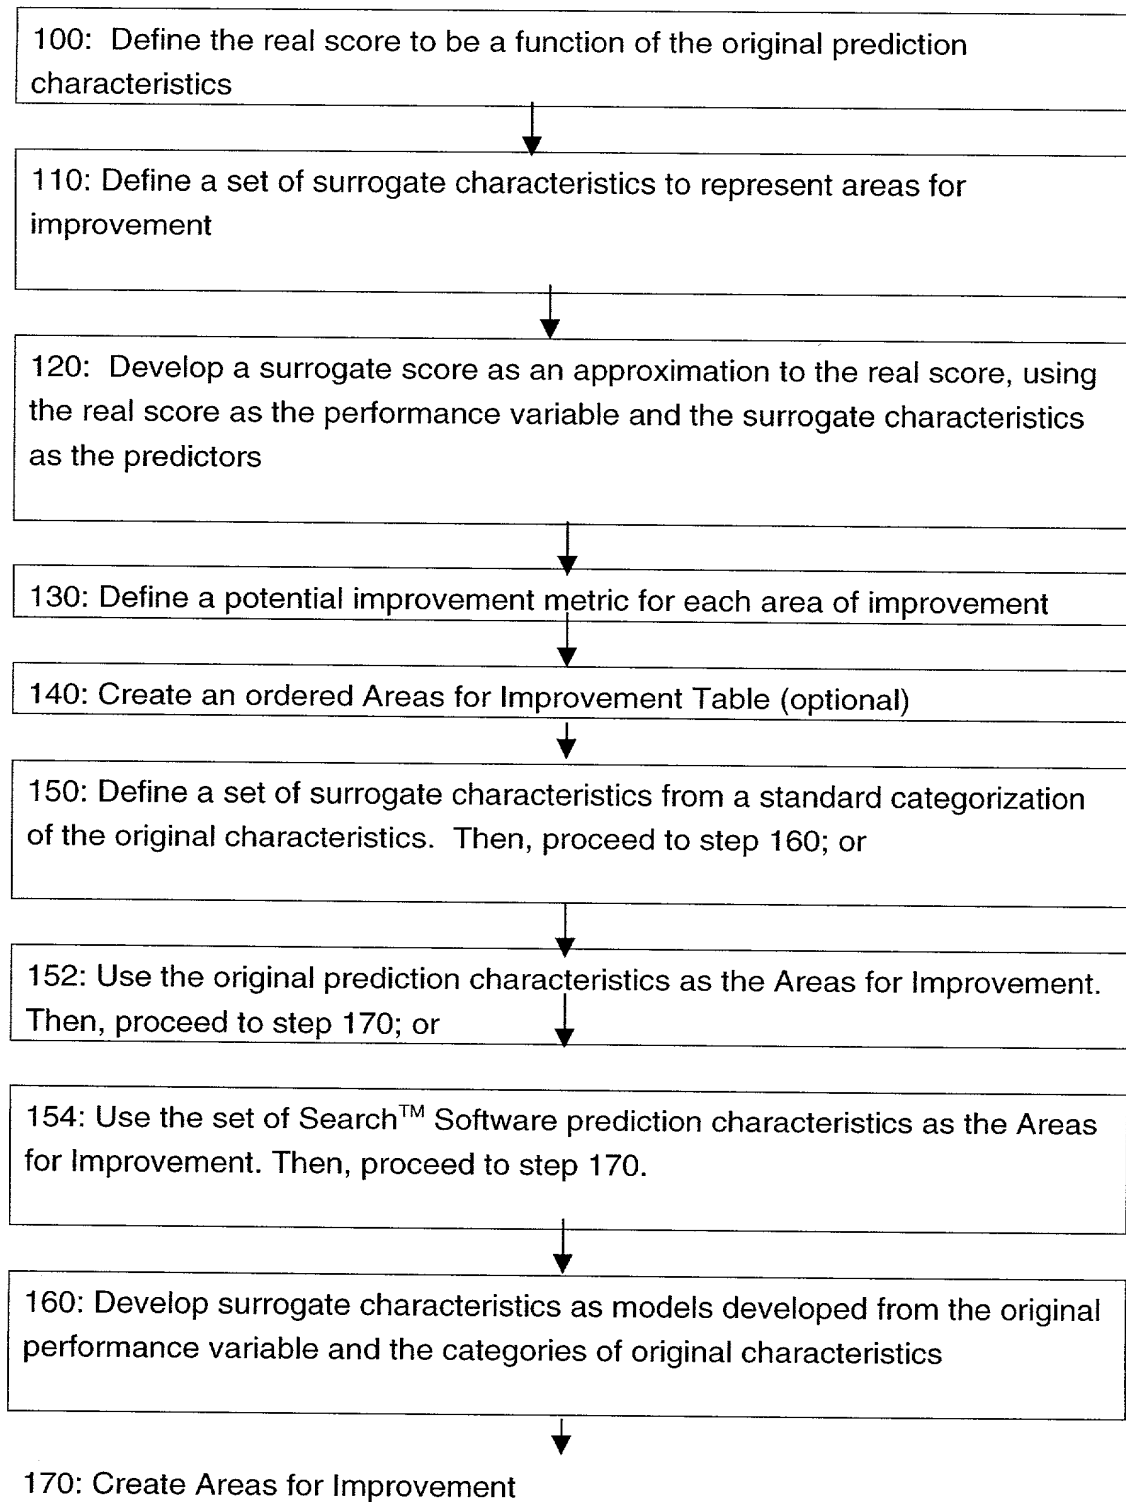 100:  Define the real score to be a function of the original prediction
characteristics
110: Define a set of surrogate characteristics to represent areas for
improvement
120:  Develop a surrogate score as an approximation to the real score, using
the real score as the performance variable and the surrogate characteristics
as the predictors
130: Define a potential improvement metric for each area of improvement
140: Create an ordered Areas for Improvement Table (optional)
150: Define a set of surrogate characteristics from a standard categorization
of the original characteristics.  Then, proceed to step 160; or
152: Use the original prediction characteristics as the Areas for Improvement.
Then, proceed to step 170; or
154: Use the set of Search™ Software prediction characteristics as the Areas
for Improvement. Then, proceed to step 170.
160: Develop surrogate characteristics as models developed from the original
performance variable and the categories of original characteristics
170: Create Areas for Improvement